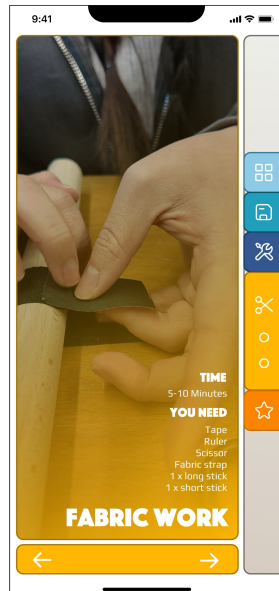 9:41
TIME
5-10 Minutes
YOU NEED
Tape
Ruler
Scissor
Fabric strap
1 x long stick
1 x short stick
FABRIC WORK